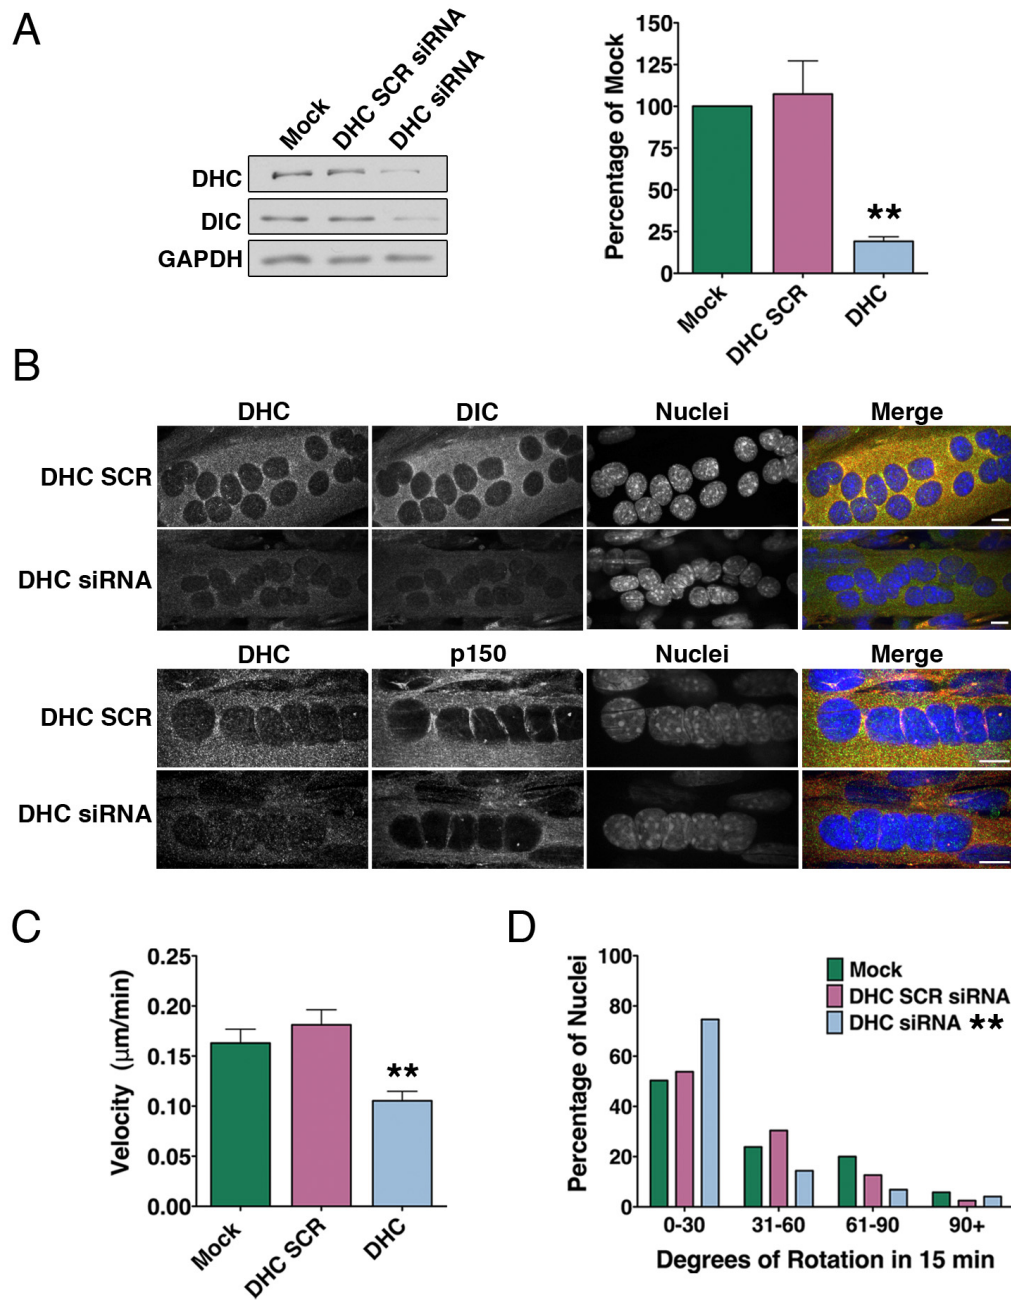 A
Mock
DHC SCR siRNA
DHC siRNA
DHC
DIC
GAPDH
Percentage of Mock
150
125
100
75
50
25
0
**
Mock
DHC SCR
DHC
B
DHC DIC Nuclei Merge
DHC SCR
DHC siRNA
DHC p150 Nuclei Merge
DHC SCR
DHC siRNA
C
Velocity (μm/min)
0.25
0.20
0.15
0.10
0.05
0.00
**
Mock
DHC SCR
DHC
D
Percentage of Nuclei
100
80
60
40
20
0
Mock
DHC SCR siRNA
DHC siRNA **
0-30 31-60 61-90 90+
Degrees of Rotation in 15 min